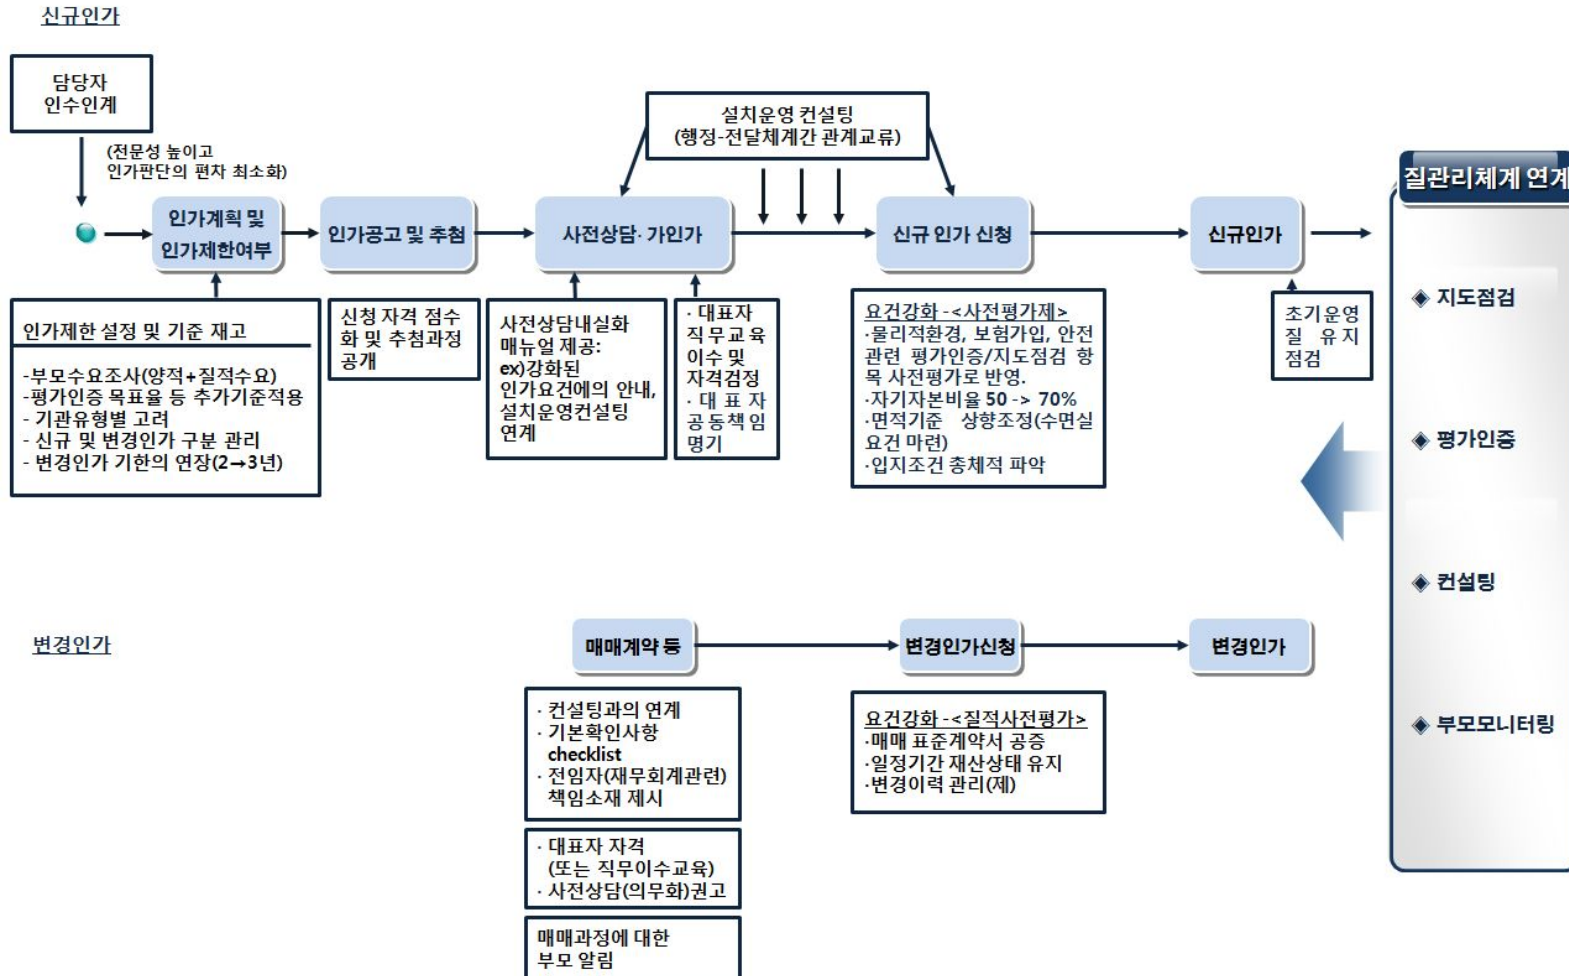 신규인가
담당자
인수인계
(전문성 높이고
인가판단의 편차 최소화)
설치운영 컨설팅
(행정-전달체계간 관계교류)
인가계획 및
인가제한여부
인가공고 및 추첨
사전상담· 가인가
신규 인가 신청
신규인가
인가제한 설정 및 기준 재고
-부모수요조사(양적+질적수요)
-평가인증 목표율 등 추가기준적용
- 기관유형별 고려
- 신규 및 변경인가 구분 관리
- 변경인가 기한의 연장(2→3년)
신청 자격 점수
화 및 추첨과정
공개
사전상담내실화
매뉴얼 제공:
ex)강화된
인가요건에의 안내,
설치운영컨설팅
연계
· 대표자
직무교육
이수 및
자격검정
· 대 표 자
공동책임
명기
요건강화 -<사전평가제>
·물리적환경, 보험가입, 안전
관련 평가인증/지도점검 항
목 사전평가로 반영.
·자기자본비율 50 -> 70%
·면적기준 상향조정(수면실
요건 마련)
·입지조건 총체적 파악
초기운영
질 유지
점검
질관리체계 연계
◈ 지도점검
◈ 평가인증
◈ 컨설팅
◈ 부모모니터링
변경인가
매매계약 등
변경인가신청
변경인가
· 컨설팅과의 연계
· 기본확인사항
checklist
· 전임자(재무회계관련)
책임소재 제시
· 대표자 자격
(또는 직무이수교육)
· 사전상담(의무화)권고
매매과정에 대한
부모 알림
요건강화 -<질적사전평가>
·매매 표준계약서 공증
·일정기간 재산상태 유지
·변경이력 관리(제)